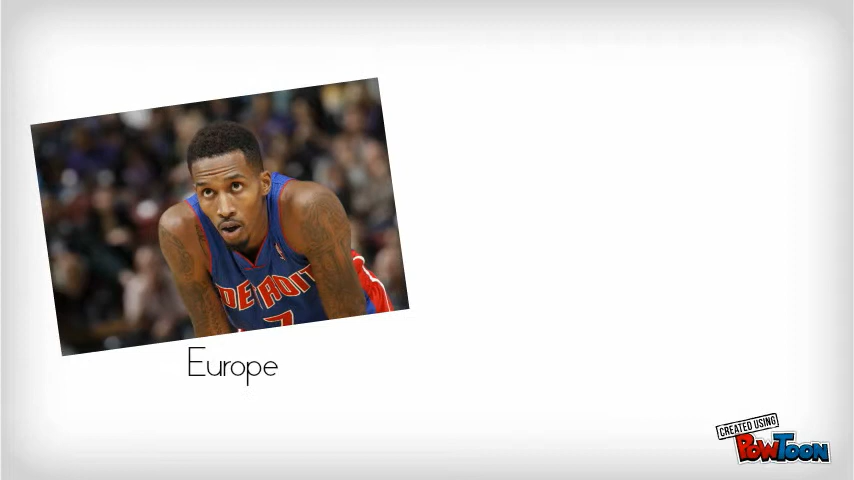 DETROIT
7
Europe
CREATED USING
POWTOON